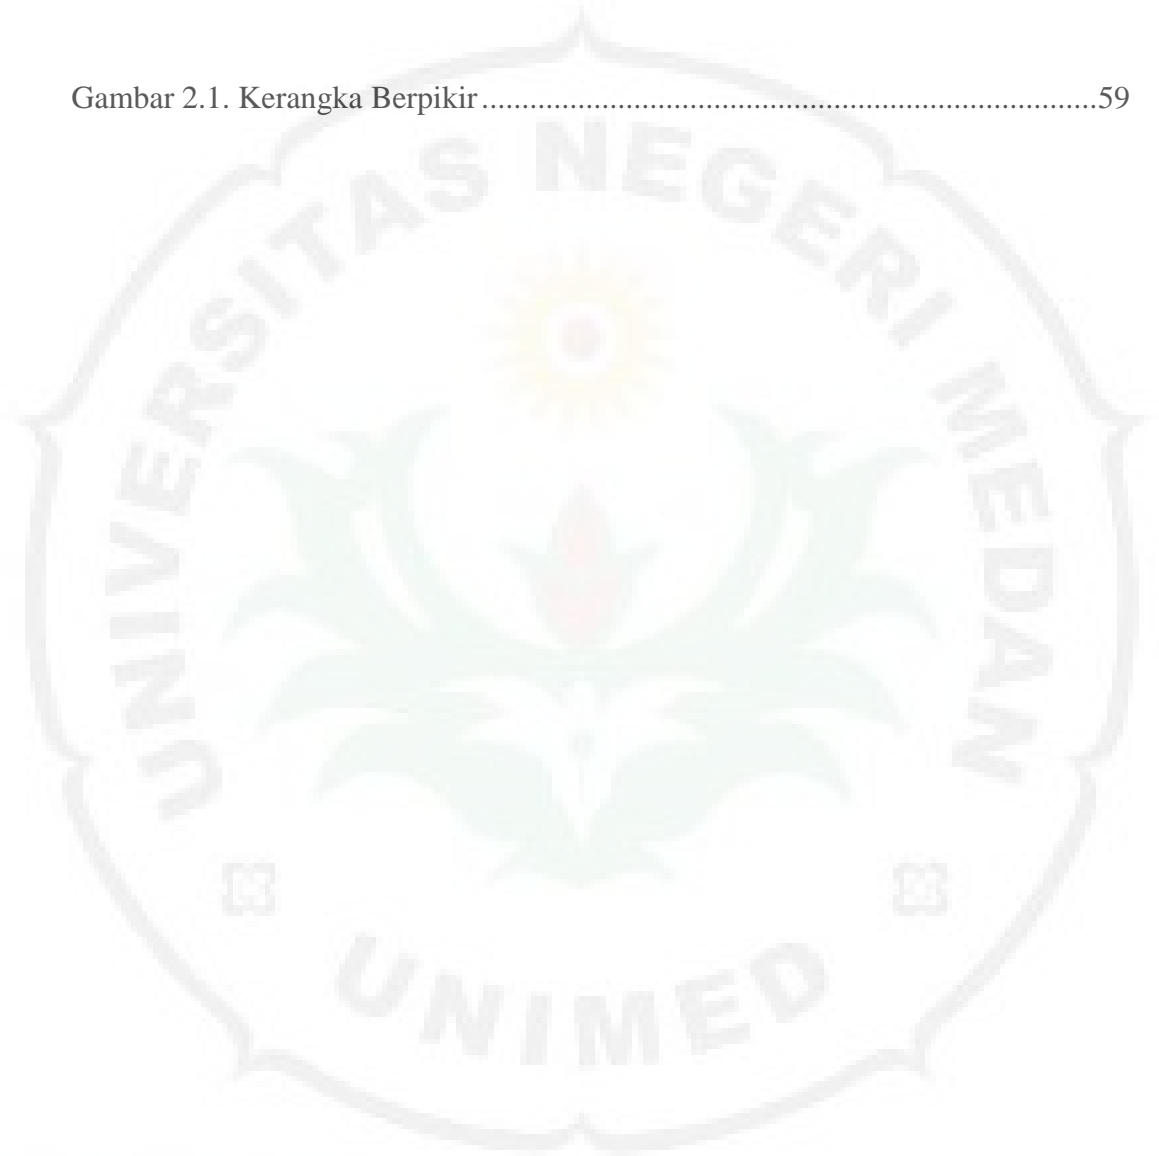 Gambar 2.1. Kerangka Berpikir.............................................................................59
UNIVERSITAS NEGERI MEDAN
UNIMED